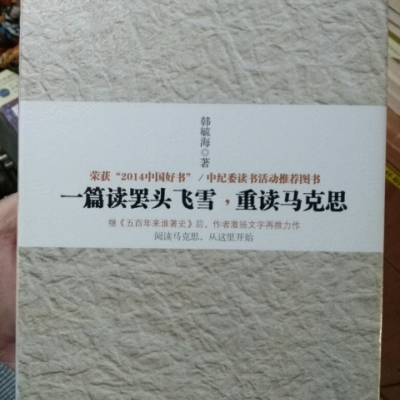 韩毓海◎著
荣获“2014中国好书”/中纪委读书活动推荐图书
一篇读罢头飞雪，重读马克思
继《五百年来谁著史》后，作者激扬文字再推力作
阅读马克思，从这里开始